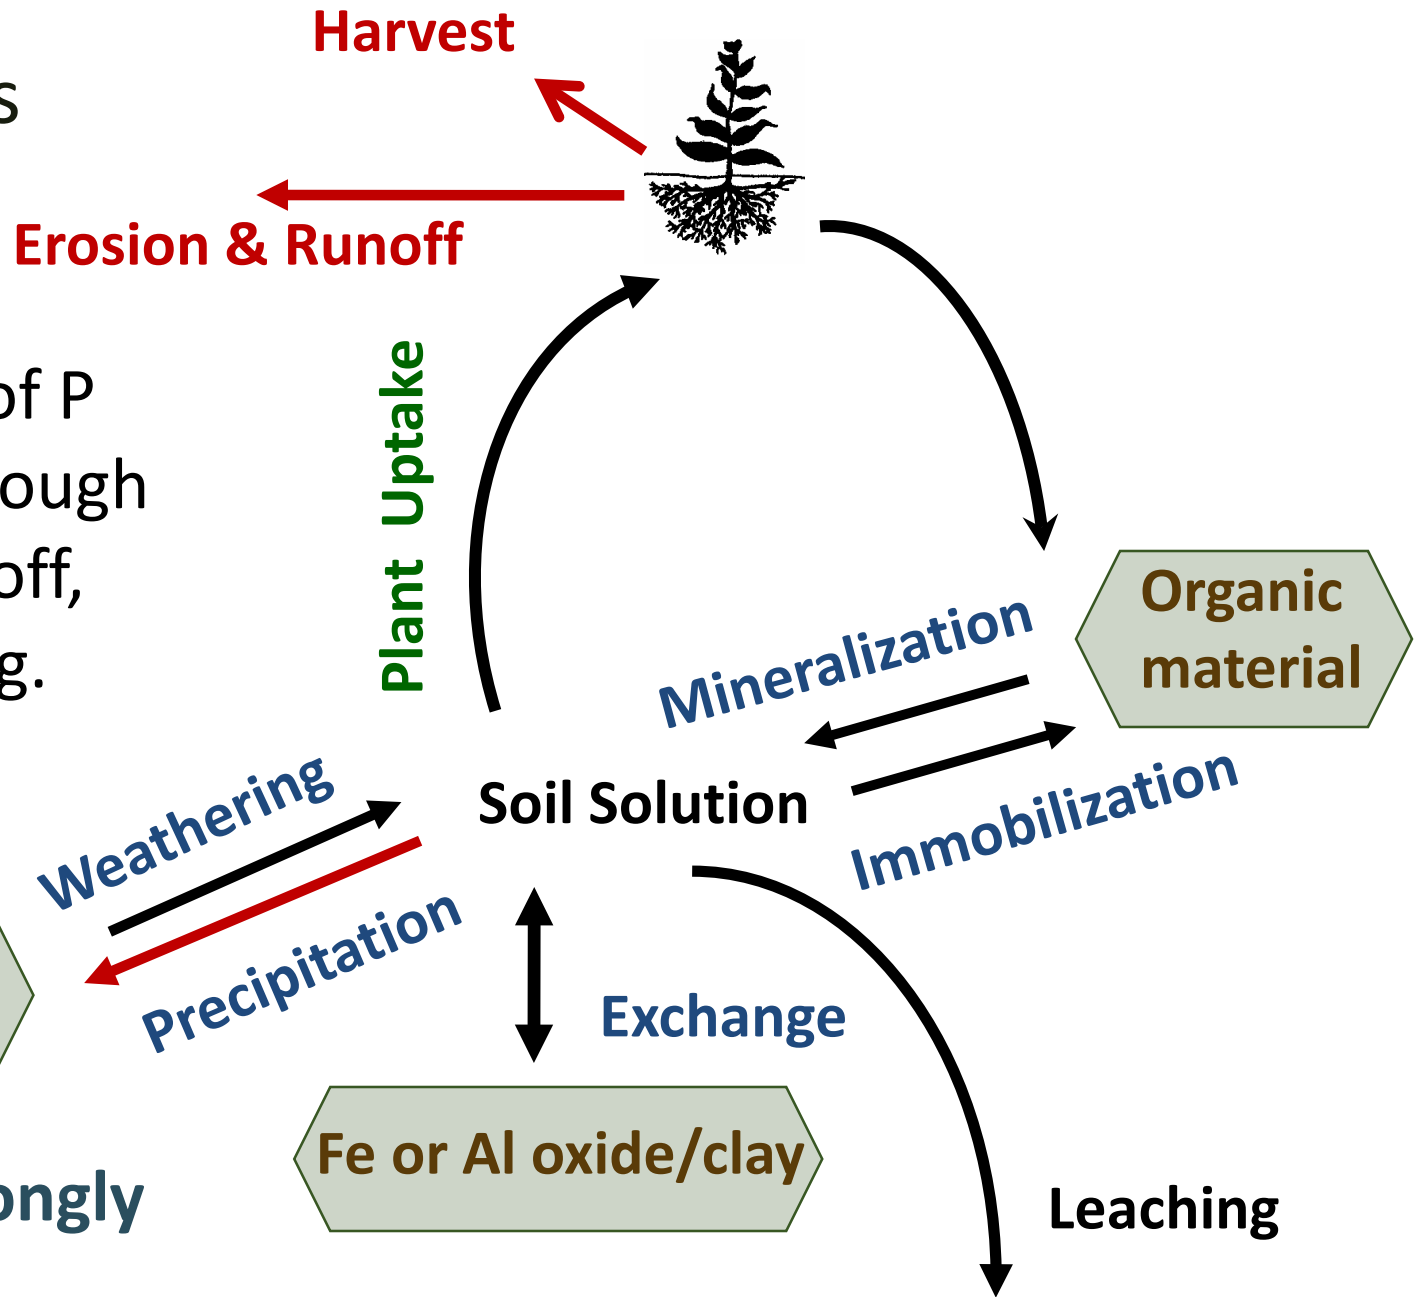 Harvest
s
Erosion & Runoff
of P
ough
off,
g.
Plant Uptake
Organic
material
Mineralization
Immobilization
Soil Solution
Weathering
Precipitation
Exchange
Fe or Al oxide/clay
ongly
Leaching